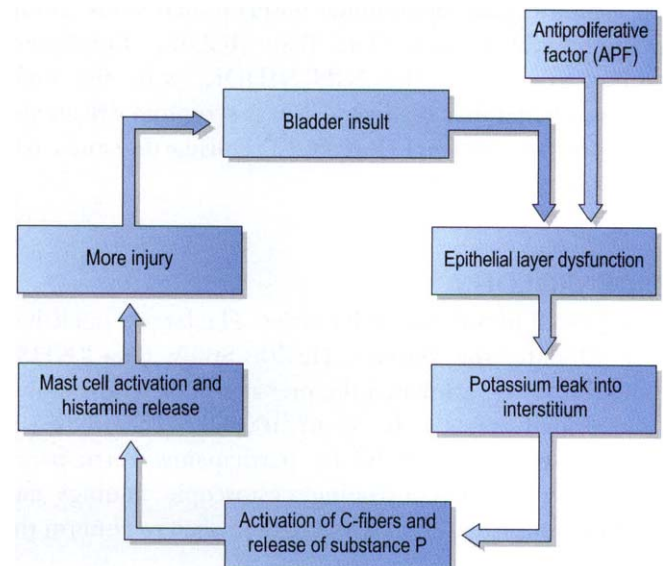 Antiproliferative
factor (APF)
Bladder insult
Epithelial layer dysfunction
Potassium leak into
interstitium
Activation of C-fibers and
release of substance P
Mast cell activation and
histamine release
More injury